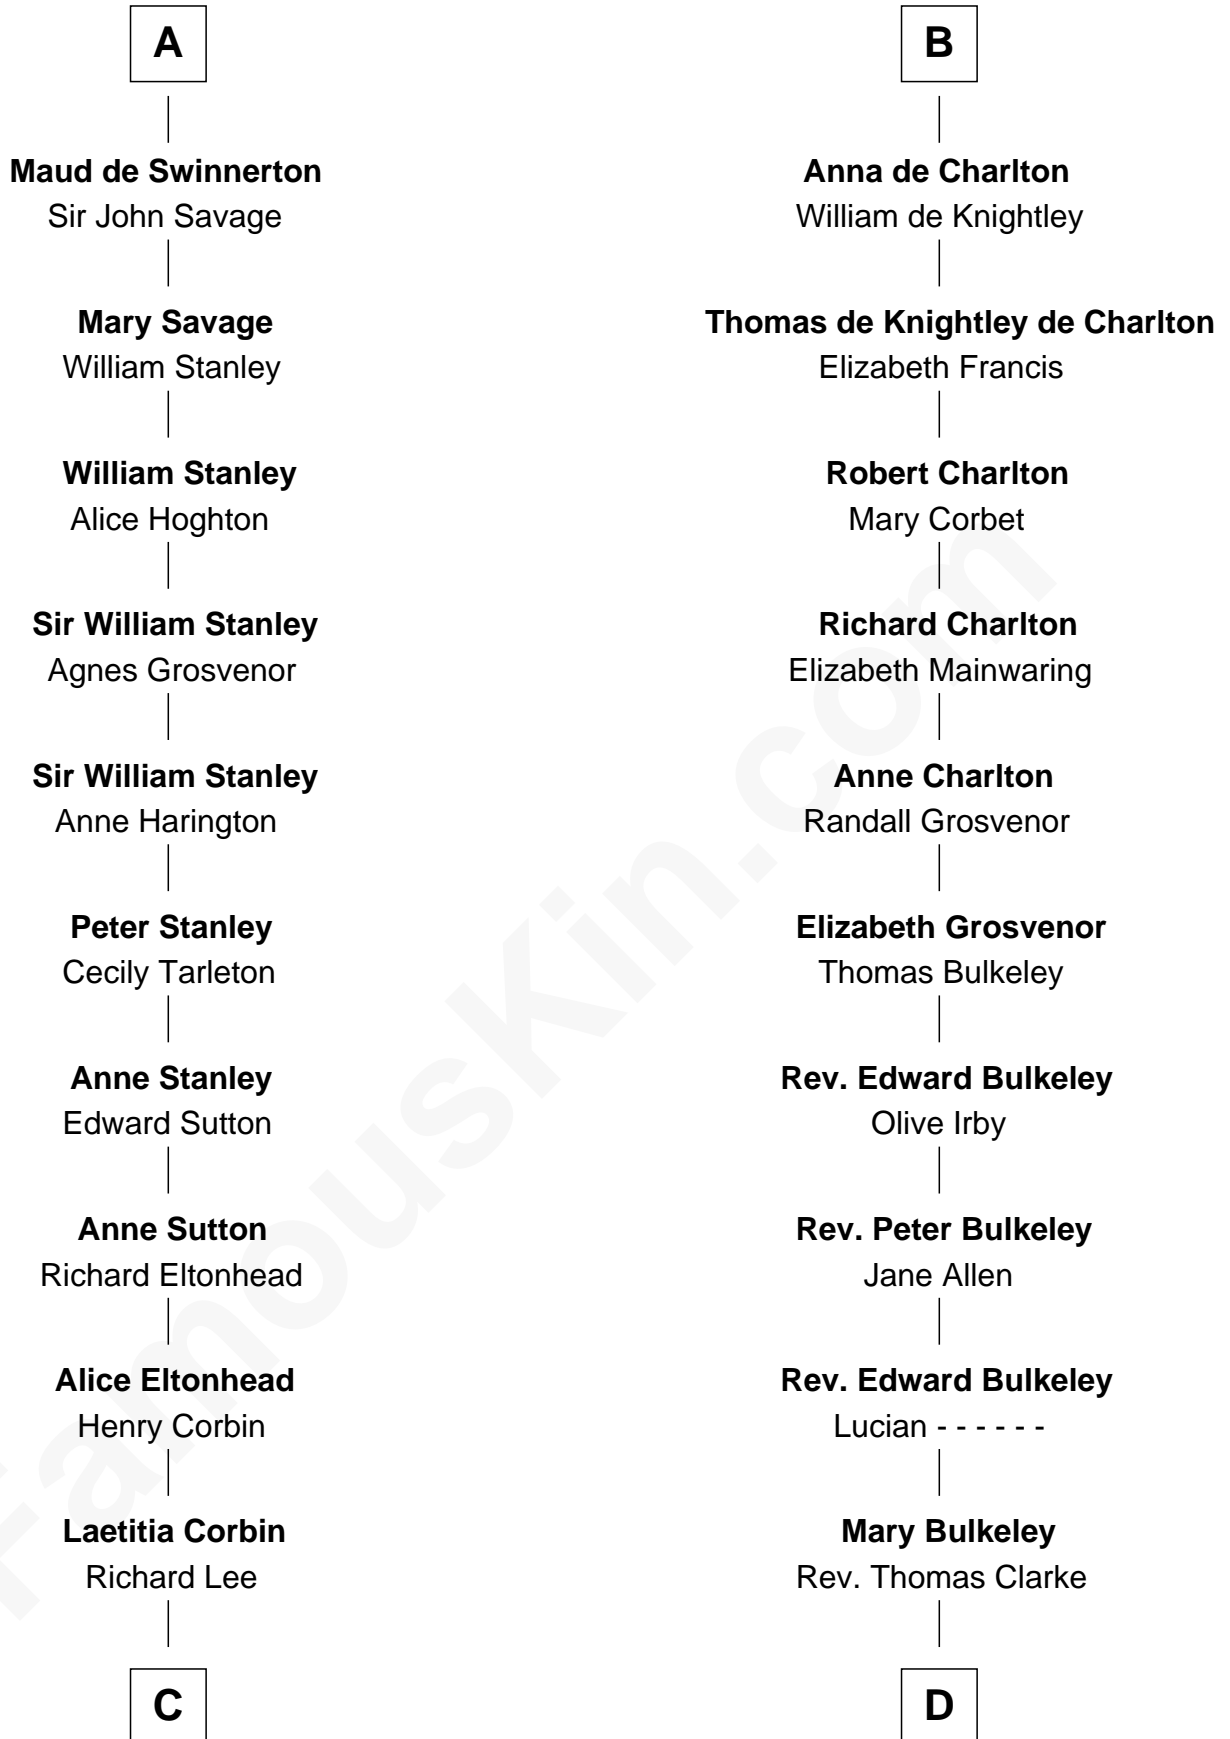 A
Maud de Swinnerton
Sir John Savage
Mary Savage
William Stanley
William Stanley
Alice Hoghton
Sir William Stanley
Agnes Grosvenor
Sir William Stanley
Anne Harington
Peter Stanley
Cecily Tarleton
Anne Stanley
Edward Sutton
Anne Sutton
Richard Eltonhead
Alice Eltonhead
Henry Corbin
Laetitia Corbin
Richard Lee
C
B
Anna de Charlton
William de Knightley
Thomas de Knightley de Charlton
Elizabeth Francis
Robert Charlton
Mary Corbet
Richard Charlton
Elizabeth Mainwaring
Anne Charlton
Randall Grosvenor
Elizabeth Grosvenor
Thomas Bulkeley
Rev. Edward Bulkeley
Olive Irby
Rev. Peter Bulkeley
Jane Allen
Rev. Edward Bulkeley
Lucian - - - - - -
Mary Bulkeley
Rev. Thomas Clarke
D
FamousKin.com